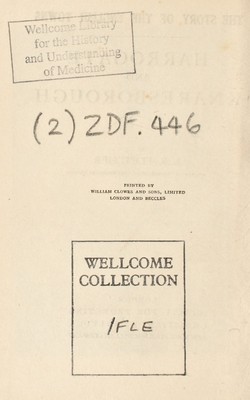 Wellcome Library
for the History
and Understanding
of Medicine
(2) ZDF. 446
PRINTED BY
WILLIAM CLOWES AND SONS, LIMITED
LONDON AND BECCLES
WELLCOME
COLLECTION
/FLE